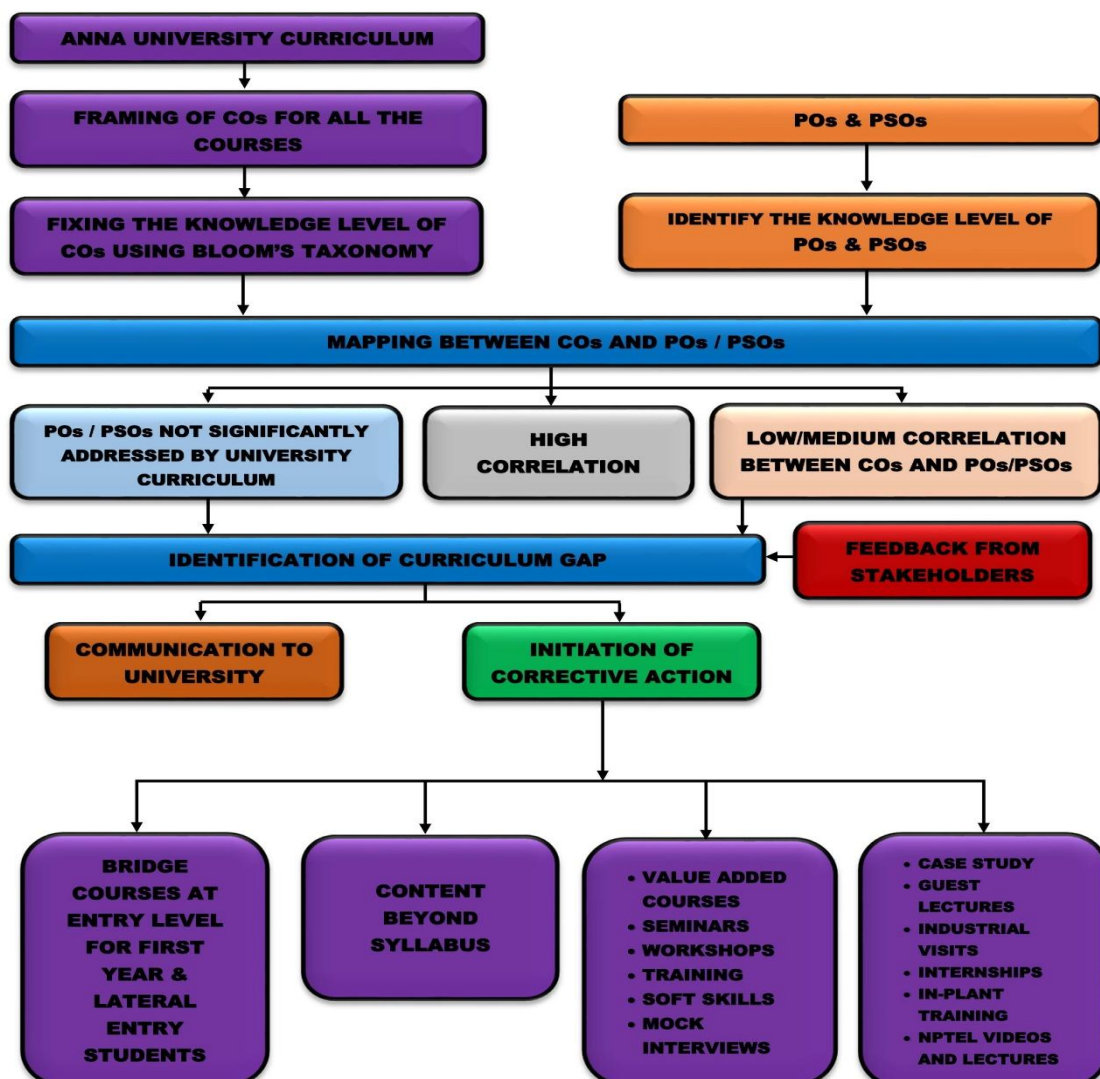 ANNA UNIVERSITY CURRICULUM
FRAMING OF COs FOR ALL THE
COURSES
POs & PSOs
FIXING THE KNOWLEDGE LEVEL OF
COs USING BLOOM'S TAXONOMY
IDENTIFY THE KNOWLEDGE LEVEL OF
POs & PSOs
MAPPING BETWEEN COs AND POs / PSOs
POs / PSOs NOT SIGNIFICANTLY
ADDRESSED BY UNIVERSITY
CURRICULUM
HIGH
CORRELATION
LOW/MEDIUM CORRELATION
BETWEEN COs AND POs/PSOs
IDENTIFICATION OF CURRICULUM GAP
FEEDBACK FROM
STAKEHOLDERS
COMMUNICATION TO
UNIVERSITY
INITIATION OF
CORRECTIVE ACTION
BRIDGE
COURSES AT
ENTRY LEVEL
FOR FIRST
YEAR &
LATERAL
ENTRY
STUDENTS
CONTENT
BEYOND
SYLLABUS
• VALUE ADDED
COURSES
• SEMINARS
• WORKSHOPS
• TRAINING
• SOFT SKILLS
• MOCK
INTERVIEWS
• CASE STUDY
• GUEST
LECTURES
• INDUSTRIAL
VISITS
• INTERNSHIPS
• IN-PLANT
TRAINING
• NPTEL VIDEOS
AND LECTURES